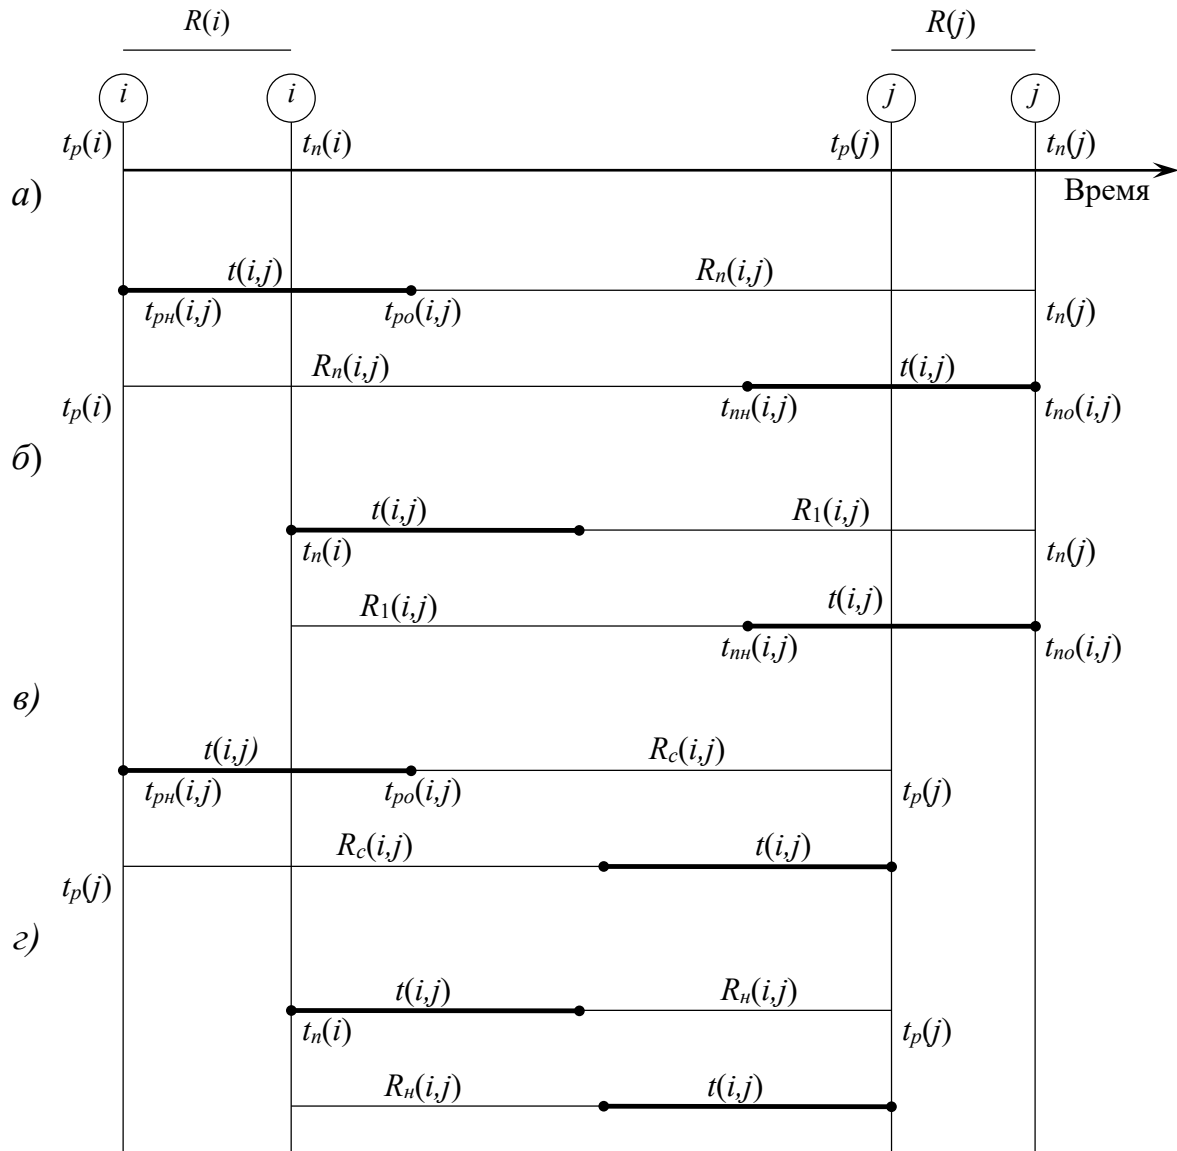 R(i) R(j)
i i j j
tр(i) tп(i) tр(j) tп(j)
Время
а)
t(i,j) Rп(i,j)
tрн(i,j) tро(i,j) tп(j)
Rп(i,j) t(i,j)
tр(i) tпн(i,j) tпо(i,j)
б)
t(i,j) R1(i,j)
tп(i) tп(j)
R1(i,j) t(i,j)
tпн(i,j) tпо(i,j)
в)
t(i,j) Rс(i,j)
tрн(i,j) tро(i,j) tр(j)
Rс(i,j) t(i,j)
tр(j)
г)
t(i,j) Rн(i,j)
tп(i) tр(j)
Rн(i,j) t(i,j)